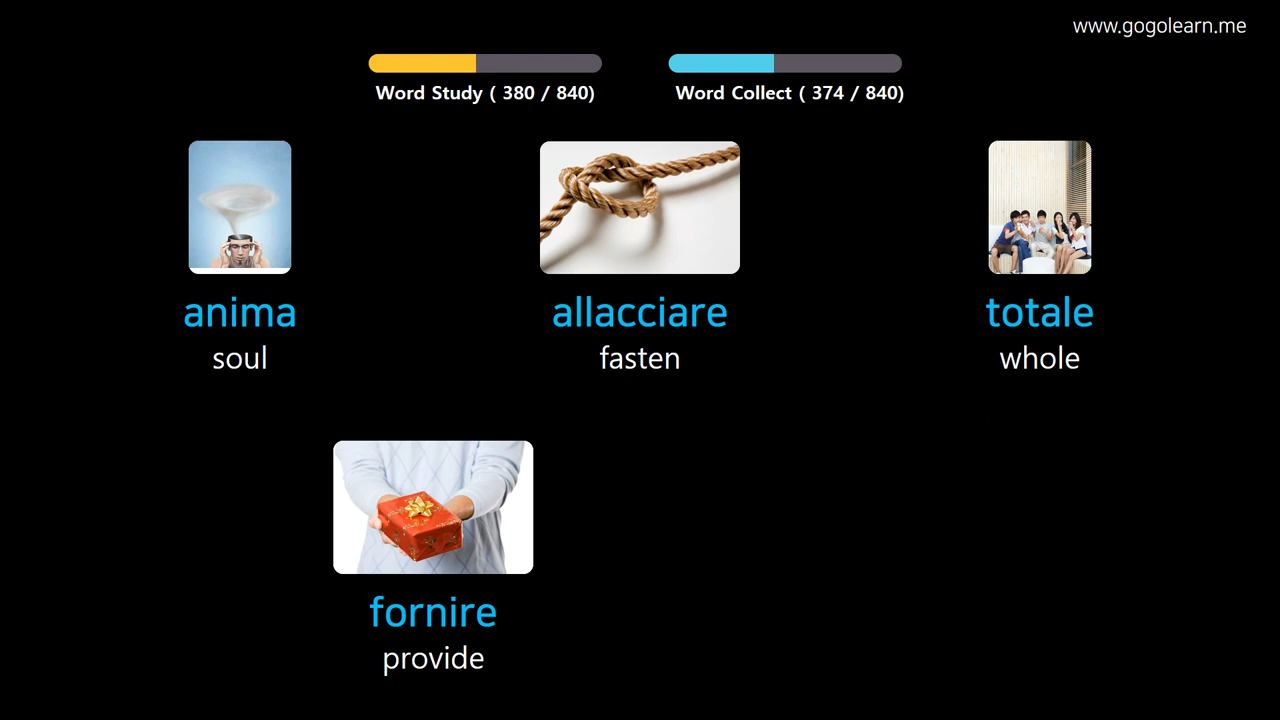 www.gogolearn.me
Word Study ( 380 / 840)
Word Collect ( 374 / 840)
anima
soul
allacciare
fasten
totale
whole
fornire
provide